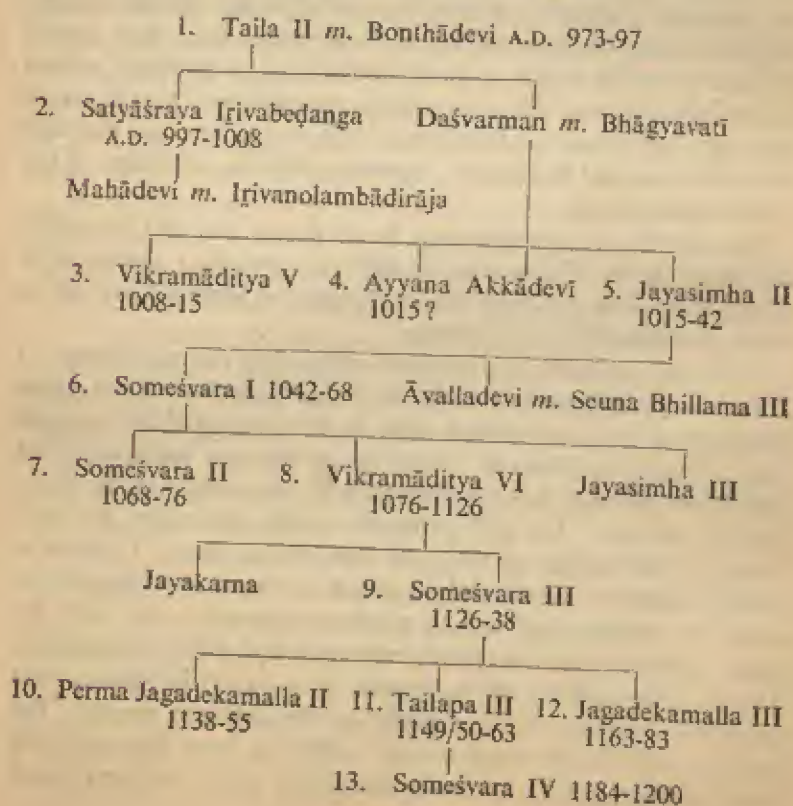 1. Taila II m. Bonthādevi A.D. 973-97
2. Satyāśraya Iṟivabeḍanga Daśvarman m. Bhāgyavatī
A.D. 997-1008
Mahādevi m. Iṟivanolambādirāja
3. Vikramāditya V 4. Ayyana Akkādevī 5. Jayasimha II
1008-15 1015? 1015-42
6. Someśvara I 1042-68 Āvalladevi m. Seuna Bhillama III
7. Someśvara II 8. Vikramāditya VI Jayasimha III
1068-76 1076-1126
Jayakarna 9. Someśvara III
1126-38
10. Perma Jagadekamalla II 11. Tailapa III 12. Jagadekamalla III
1138-55 1149/50-63 1163-83
13. Someśvara IV 1184-1200